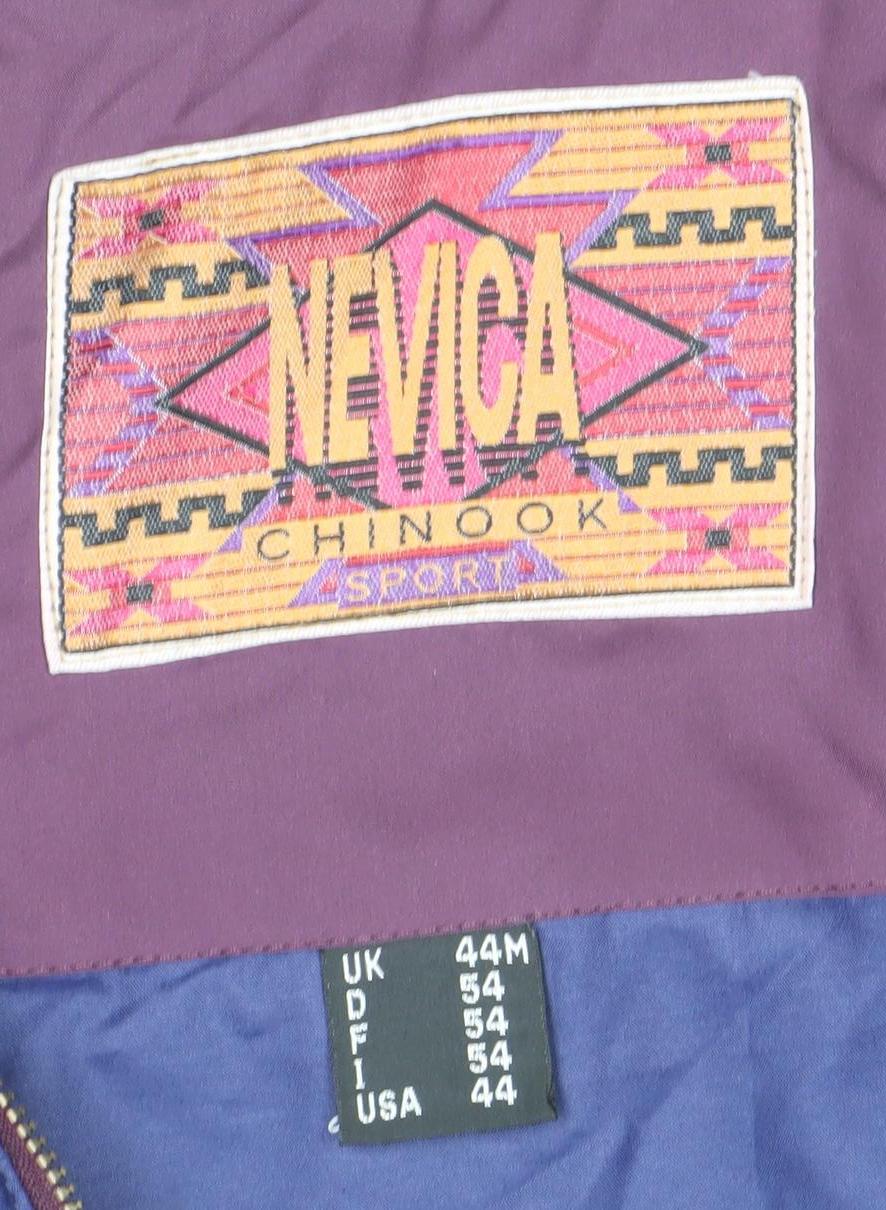 NEVICA
CHINOOK
SPORT
UK 44M
D 54
F 54
I 54
USA 44